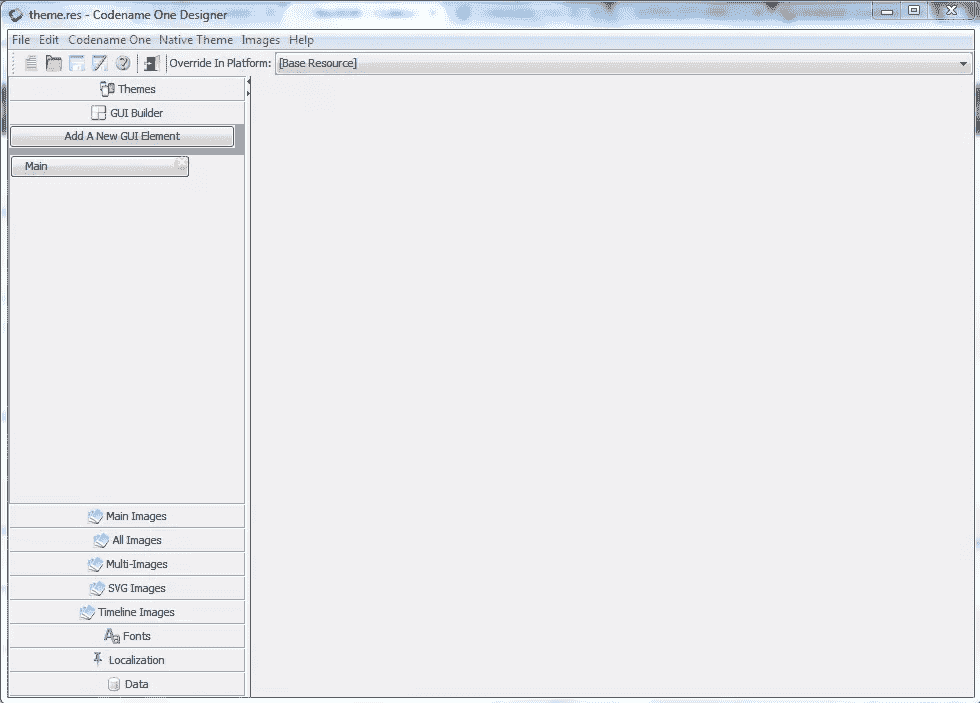 theme.res - Codename One Designer
File Edit Codename One Native Theme Images Help
Override In Platform: [Base Resource]
Themes
GUI Builder
Add A New GUI Element
Main
Main Images
All Images
Multi-Images
SVG Images
Timeline Images
Fonts
Localization
Data